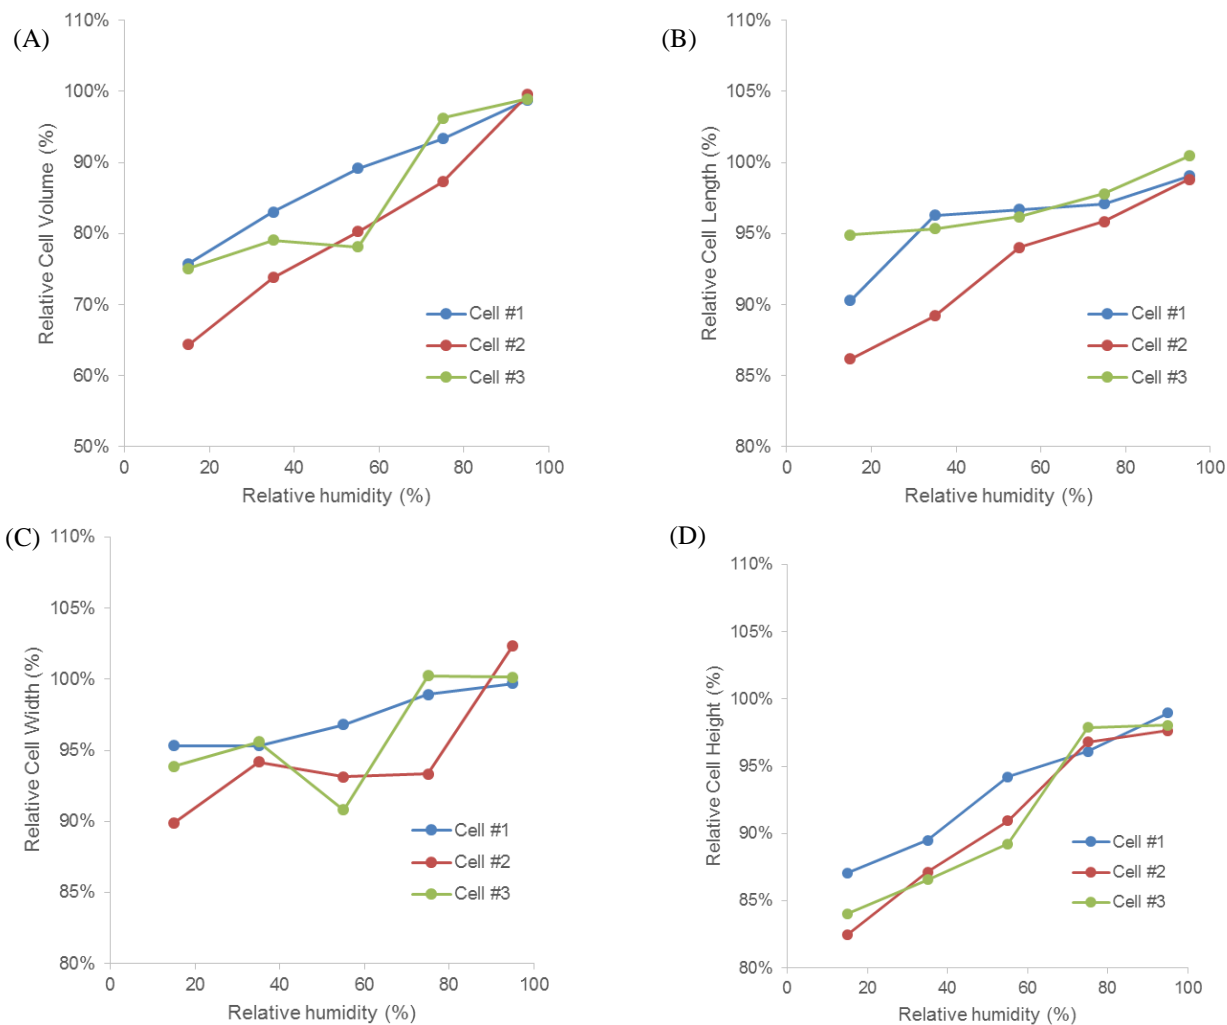 (A)
110%
100%
90%
80%
70%
60%
50%
Relative Cell Volume (%)
Cell #1
Cell #2
Cell #3
0 20 40 60 80 100
Relative humidity (%)
(B)
110%
105%
100%
95%
90%
85%
80%
Relative Cell Length (%)
Cell #1
Cell #2
Cell #3
0 20 40 60 80 100
Relative humidity (%)
(C)
110%
105%
100%
95%
90%
85%
80%
Relative Cell Width (%)
Cell #1
Cell #2
Cell #3
0 20 40 60 80 100
Relative humidity (%)
(D)
110%
105%
100%
95%
90%
85%
80%
Relative Cell Height (%)
Cell #1
Cell #2
Cell #3
0 20 40 60 80 100
Relative humidity (%)